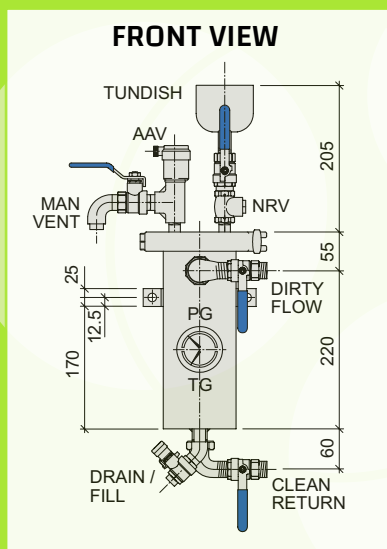 FRONT VIEW
TUNDISH
AAV
205
MAN
VENT
NRV
55
25
DIRTY
FLOW
12.5
PG
170
220
TG
60
DRAIN /
FILL
CLEAN
RETURN